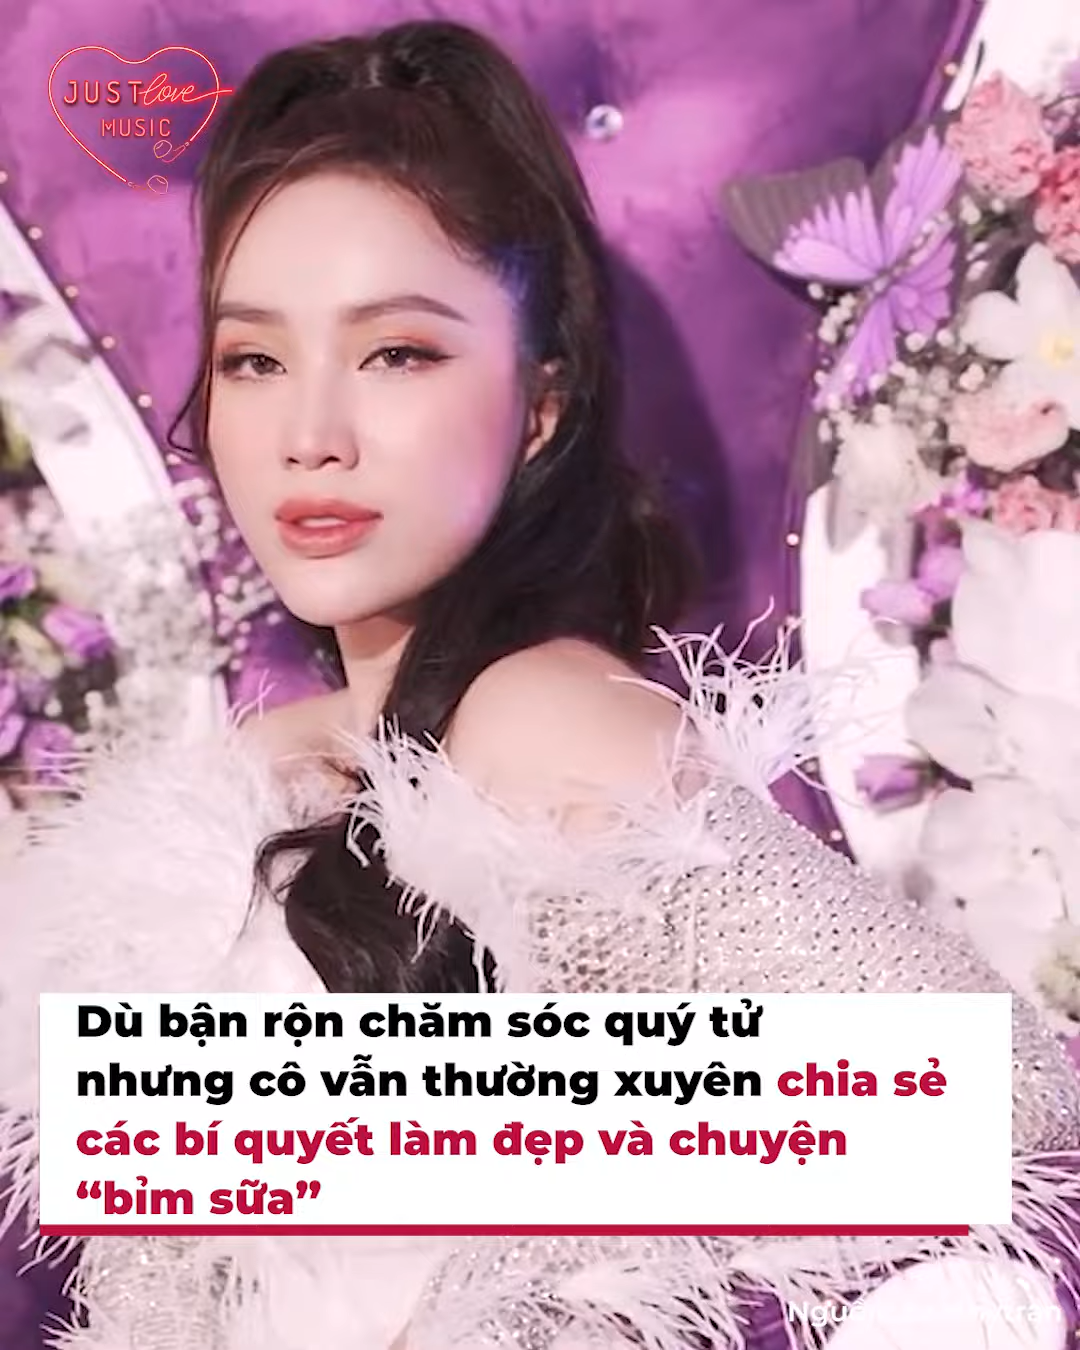 JUST love
MUSIC
Dù bận rộn chăm sóc quý tử
nhưng cô vẫn thường xuyên chia sẻ
các bí quyết làm đẹp và chuyện
“bỉm sữa”